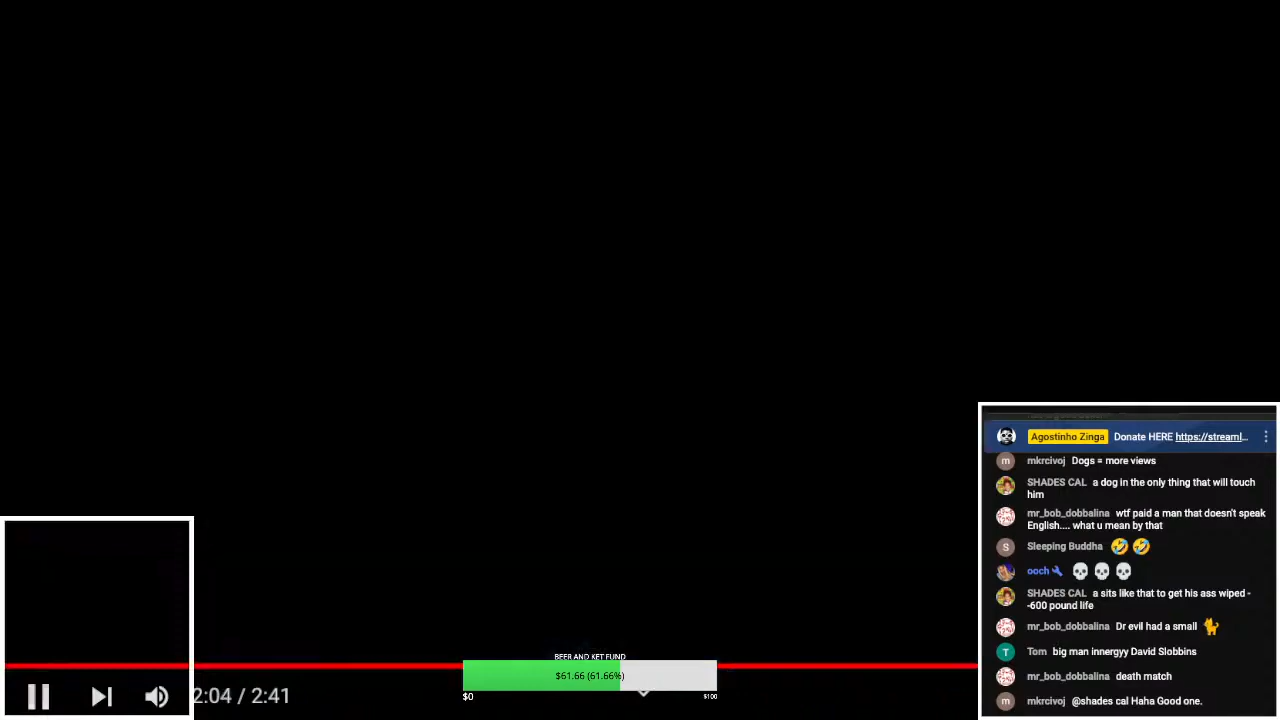 Agostinho Zinga Donate HERE https://streaml...
m mkrcivoj Dogs = more views
SHADES CAL a dog in the only thing that will touch
him
mr_bob_dobbalina wtf paid a man that doesn't speak
English.... what u mean by that
S Sleeping Buddha 🤣 🤣
ooch 💀 💀 💀
SHADES CAL a sits like that to get his ass wiped -
-600 pound life
mr_bob_dobbalina Dr evil had a small 🐈
T Tom big man innergyy David Slobbins
mr_bob_dobbalina death match
m mkrcivoj @shades cal Haha Good one.
BEER AND KET FUND
$61.66 (61.66%)
$0 $100
2:04 / 2:41